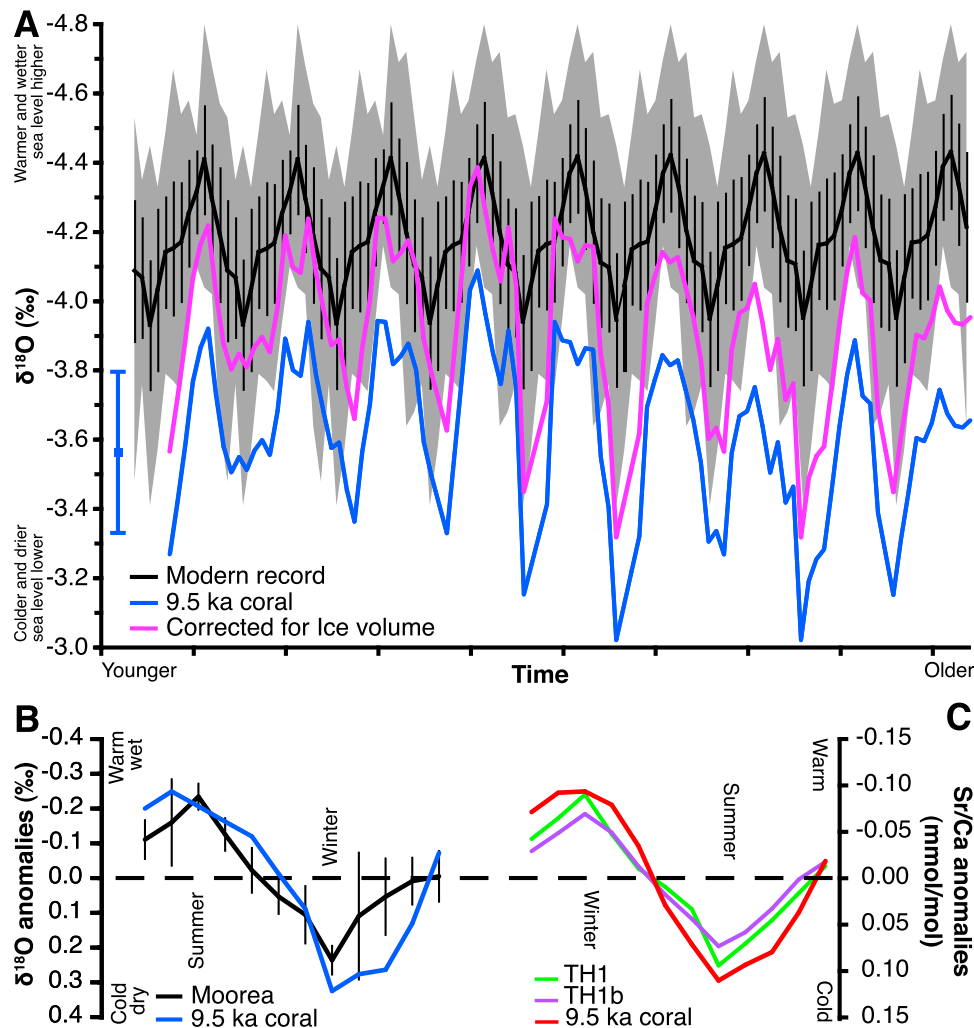 A
Warmer and wetter
sea level higher
Colder and drier
sea level lower
δ¹⁸O (‰)
-4.8
-4.6
-4.4
-4.2
-4.0
-3.8
-3.6
-3.4
-3.2
-3.0
Modern record
9.5 ka coral
Corrected for Ice volume
Younger
Time
Older
B
δ¹⁸O anomalies (‰)
-0.4
-0.3
-0.2
-0.1
0.0
0.1
0.2
0.3
0.4
Warm
wet
Summer
Winter
Cold
dry
Moorea
9.5 ka coral
C
Winter
Summer
Warm
Cold
TH1
TH1b
9.5 ka coral
-0.15
-0.10
-0.05
0.00
0.05
0.10
0.15
Sr/Ca anomalies
(mmol/mol)